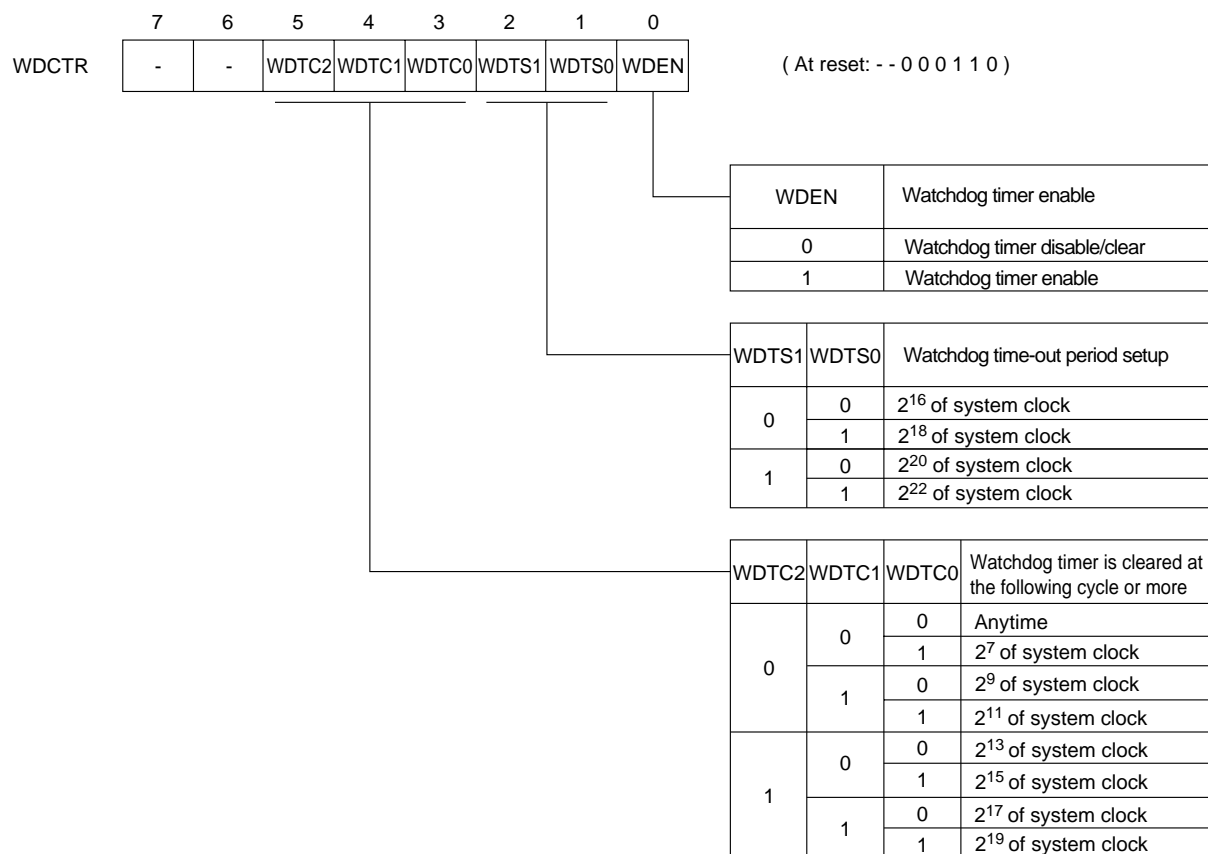 7 6 5 4 3 2 1 0
WDCTR - - WDTC2 WDTC1 WDTC0 WDTS1 WDTS0 WDEN ( At reset: - - 0 0 0 1 1 0 )
WDEN Watchdog timer enable
0 Watchdog timer disable/clear
1 Watchdog timer enable
WDTS1 WDTS0 Watchdog time-out period setup
0 0 2^16 of system clock
1 2^18 of system clock
1 0 2^20 of system clock
1 2^22 of system clock
WDTC2 WDTC1 WDTC0 Watchdog timer is cleared at
the following cycle or more
0 0 0 Anytime
1 2^7 of system clock
1 0 2^9 of system clock
1 2^11 of system clock
1 0 0 2^13 of system clock
1 2^15 of system clock
1 0 2^17 of system clock
1 2^19 of system clock